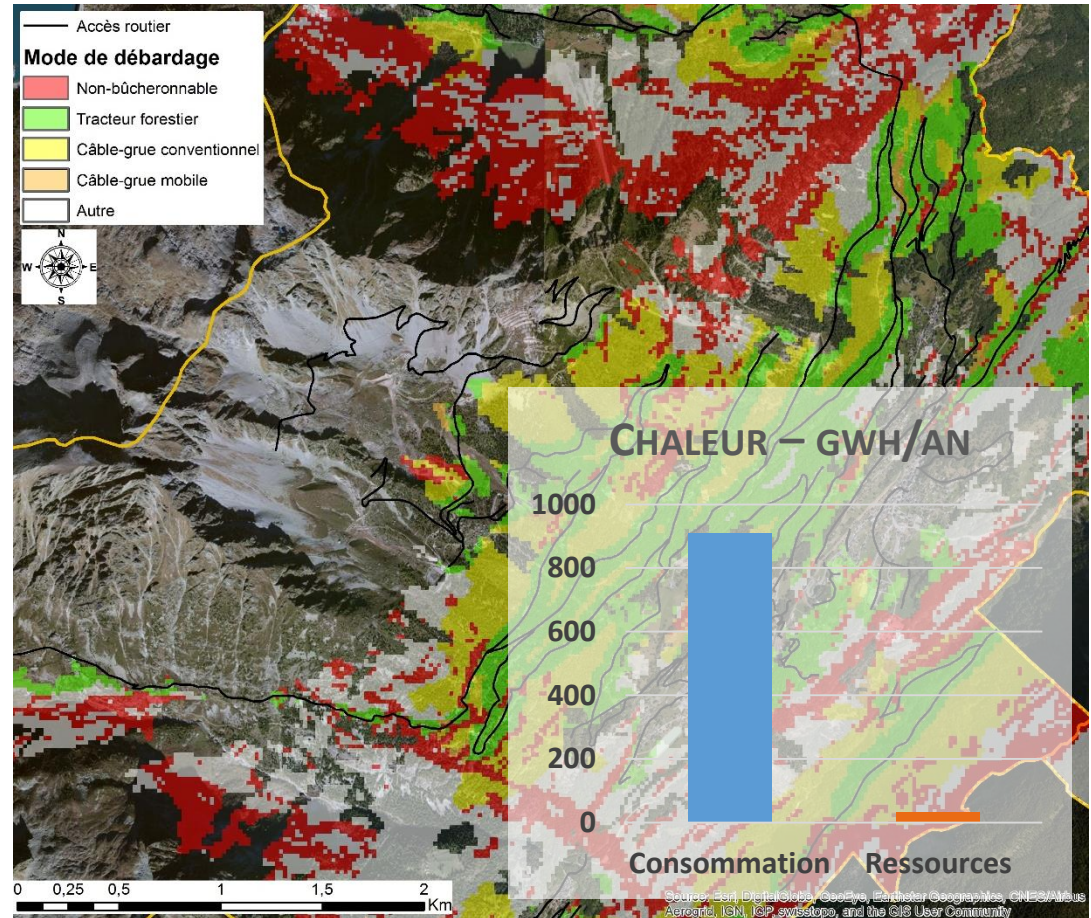 Accès routier
Mode de débardage
Non-bûcheronnable
Tracteur forestier
Câble-grue conventionnel
Câble-grue mobile
Autre
N
W E
S
CHALEUR – GWH/AN
1000
800
600
400
200
0
Consommation Ressources
0 0,25 0,5 1 1,5 2
Km
Source: Esri, DigitalGlobe, GeoEye, Earthstar Geographics, CNES/Airbus
Aerogrid, IGN, IGP, swisstopo, and the GIS User Community